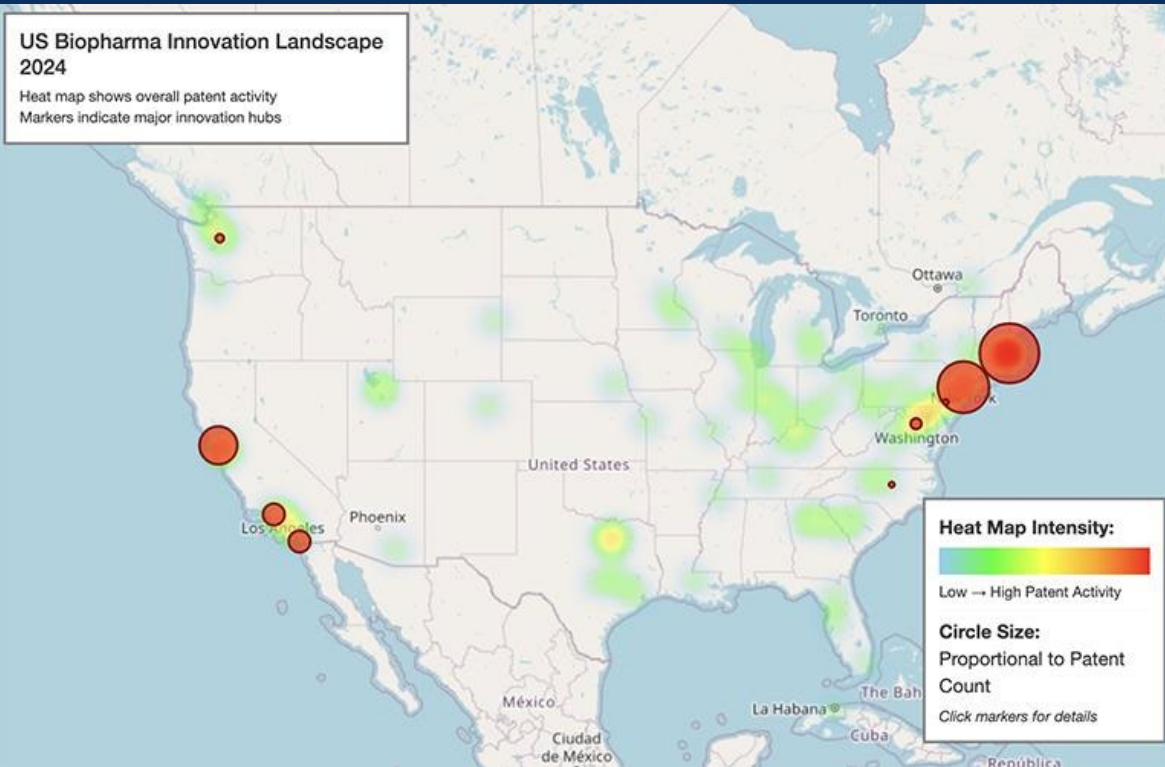 US Biopharma Innovation Landscape
2024
Heat map shows overall patent activity
Markers indicate major innovation hubs
Ottawa
Toronto
Washington
United States
Los Angeles
Phoenix
Heat Map Intensity:
Low → High Patent Activity
Circle Size:
Proportional to Patent
Count
Click markers for details
The Bah
La Habana
Cuba
México
Ciudad
de México
República